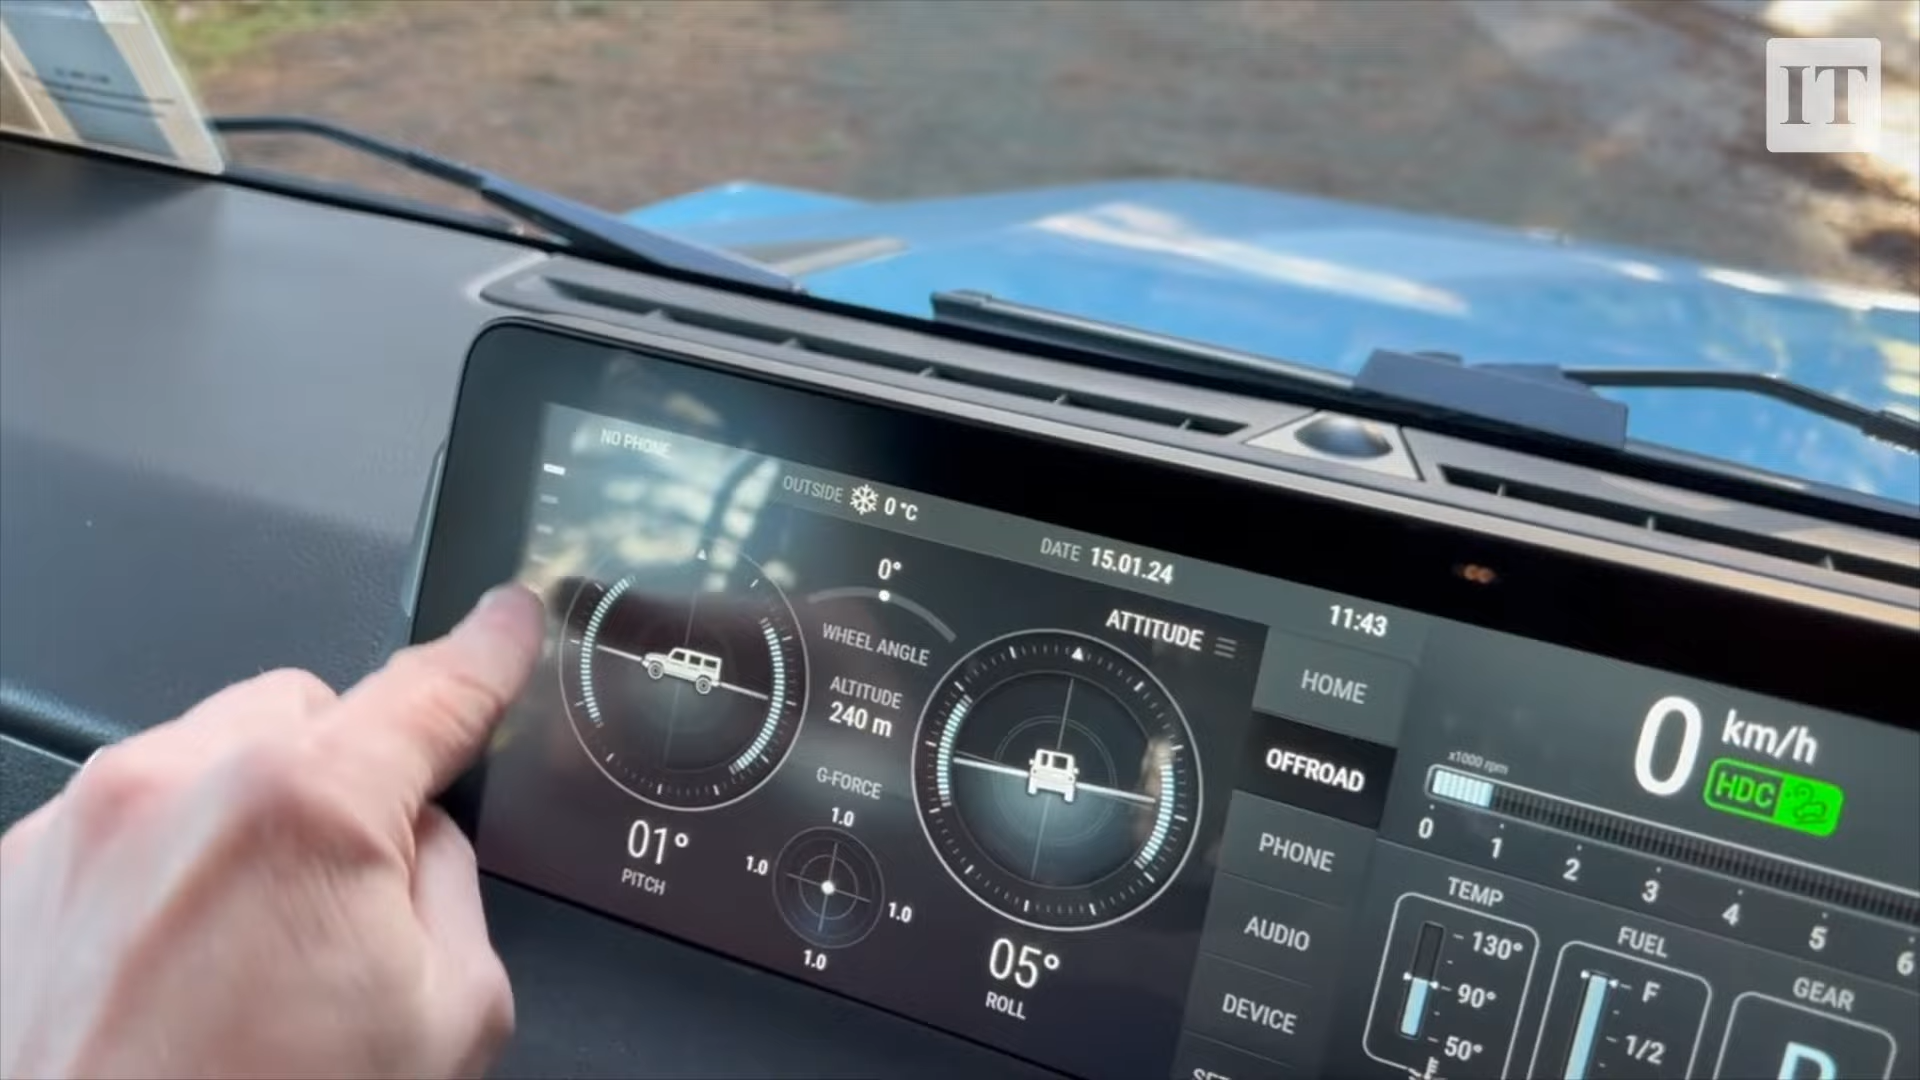 IT
NO PHONE
OUTSIDE 0 °C
DATE 15.01.24
11:43
0°
WHEEL ANGLE
ALTITUDE
240 m
G-FORCE
1.0
1.0
1.0
1.0
01°
PITCH
ATTITUDE
05°
ROLL
HOME
OFFROAD
PHONE
AUDIO
DEVICE
0 km/h
HDC
x1000 rpm
0 1 2 3 4 5 6
TEMP
130°
90°
50°
FUEL
F
1/2
GEAR
P